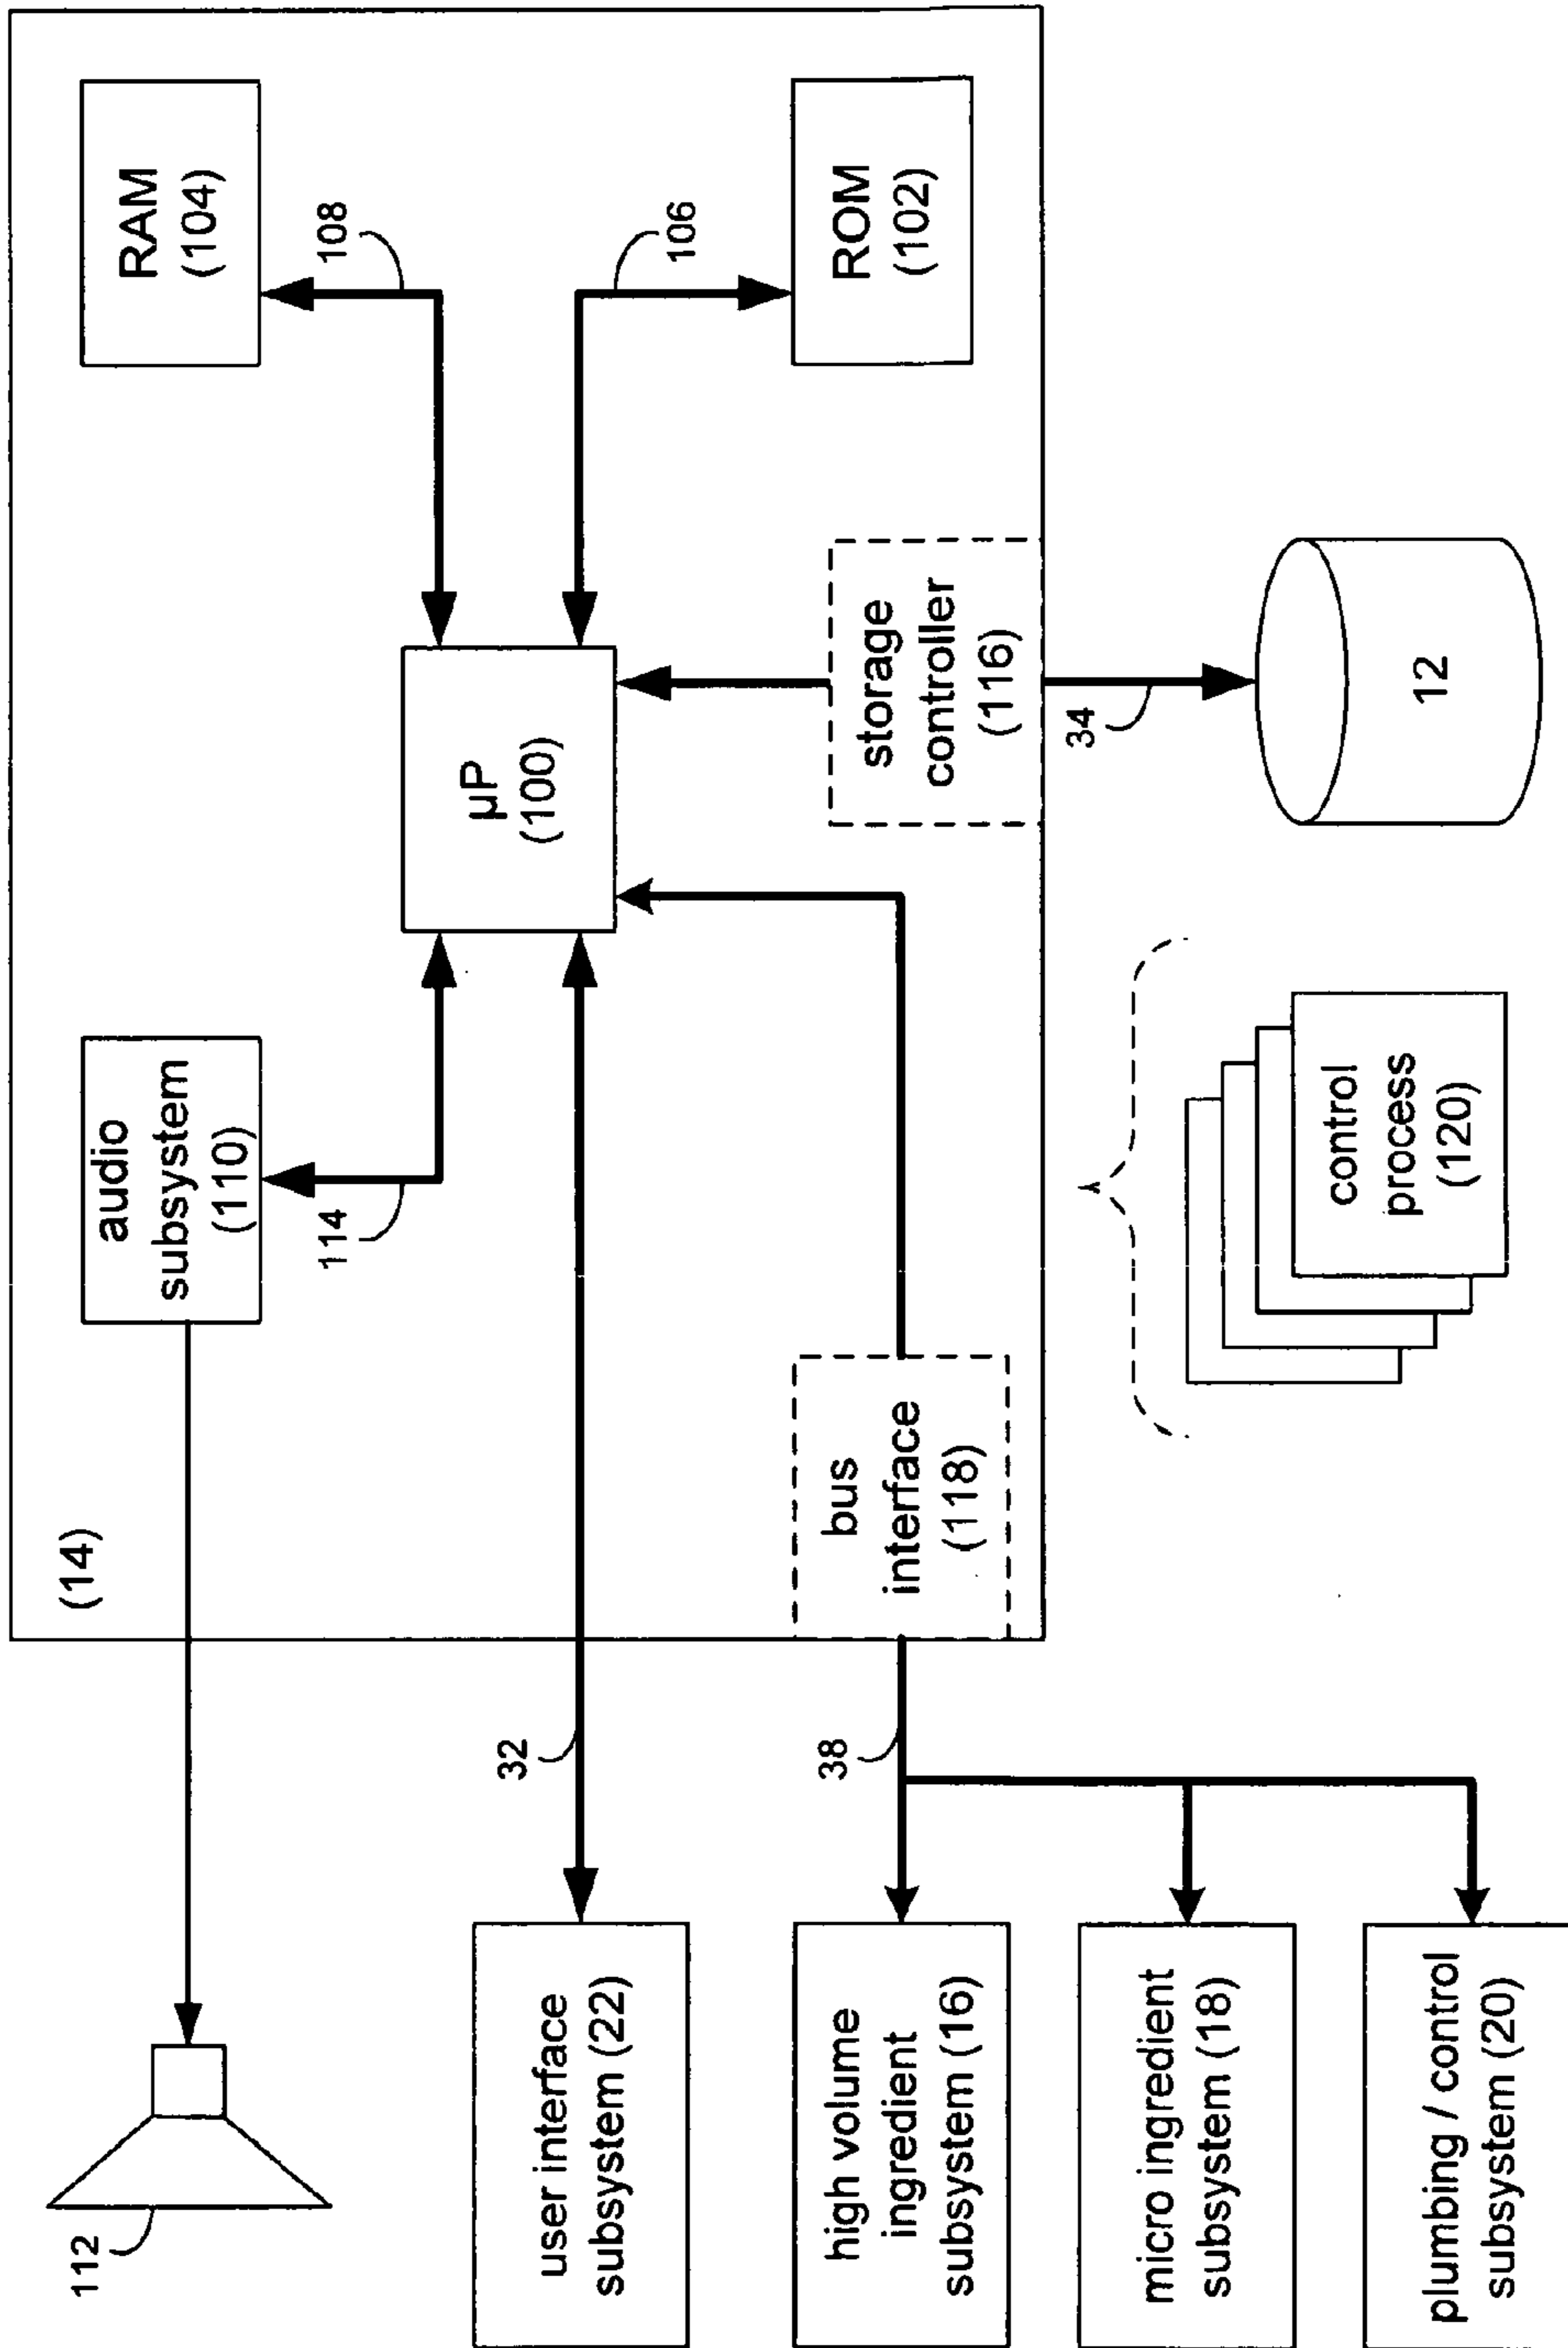 (14)
112
audio
subsystem
(110)
114
RAM
(104)
108
µP
(100)
106
ROM
(102)
32
user interface
subsystem (22)
38
high volume
ingredient
subsystem (16)
bus
interface
(118)
storage
controller
(116)
34
12
micro ingredient
subsystem (18)
plumbing / control
subsystem (20)
control
process
(120)